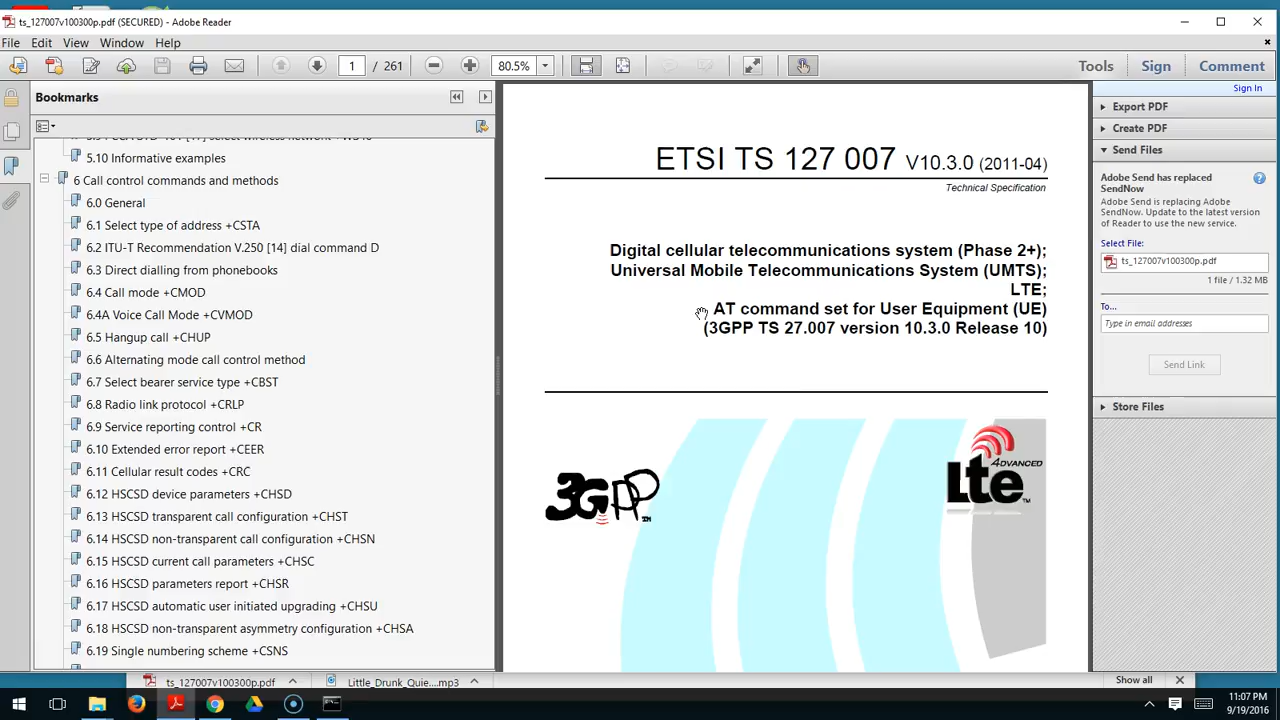 ts_127007v100300p.pdf (SECURED) - Adobe Reader
File Edit View Window Help
1 / 261 80.5% Tools Sign Comment
Bookmarks
5.10 Informative examples
6 Call control commands and methods
6.0 General
6.1 Select type of address +CSTA
6.2 ITU-T Recommendation V.250 [14] dial command D
6.3 Direct dialling from phonebooks
6.4 Call mode +CMOD
6.4A Voice Call Mode +CVMOD
6.5 Hangup call +CHUP
6.6 Alternating mode call control method
6.7 Select bearer service type +CBST
6.8 Radio link protocol +CRLP
6.9 Service reporting control +CR
6.10 Extended error report +CEER
6.11 Cellular result codes +CRC
6.12 HSCSD device parameters +CHSD
6.13 HSCSD transparent call configuration +CHST
6.14 HSCSD non-transparent call configuration +CHSN
6.15 HSCSD current call parameters +CHSC
6.16 HSCSD parameters report +CHSR
6.17 HSCSD automatic user initiated upgrading +CHSU
6.18 HSCSD non-transparent asymmetry configuration +CHSA
6.19 Single numbering scheme +CSNS
ETSI TS 127 007 V10.3.0 (2011-04)
Technical Specification
Digital cellular telecommunications system (Phase 2+);
Universal Mobile Telecommunications System (UMTS);
LTE;
AT command set for User Equipment (UE)
(3GPP TS 27.007 version 10.3.0 Release 10)
3GPP TM
Lte ADVANCED TM
Sign In
Export PDF
Create PDF
Send Files
Adobe Send has replaced
SendNow.
Adobe Send is replacing Adobe
SendNow. Update to the latest version
of Reader to use the new service.
Select File:
ts_127007v100300p.pdf
1 file / 1.32 MB
To...
Type in email addresses
Send Link
Store Files
ts_127007v100300p.pdf Little_Drunk_Quie....mp3 Show all
11:07 PM
9/19/2016